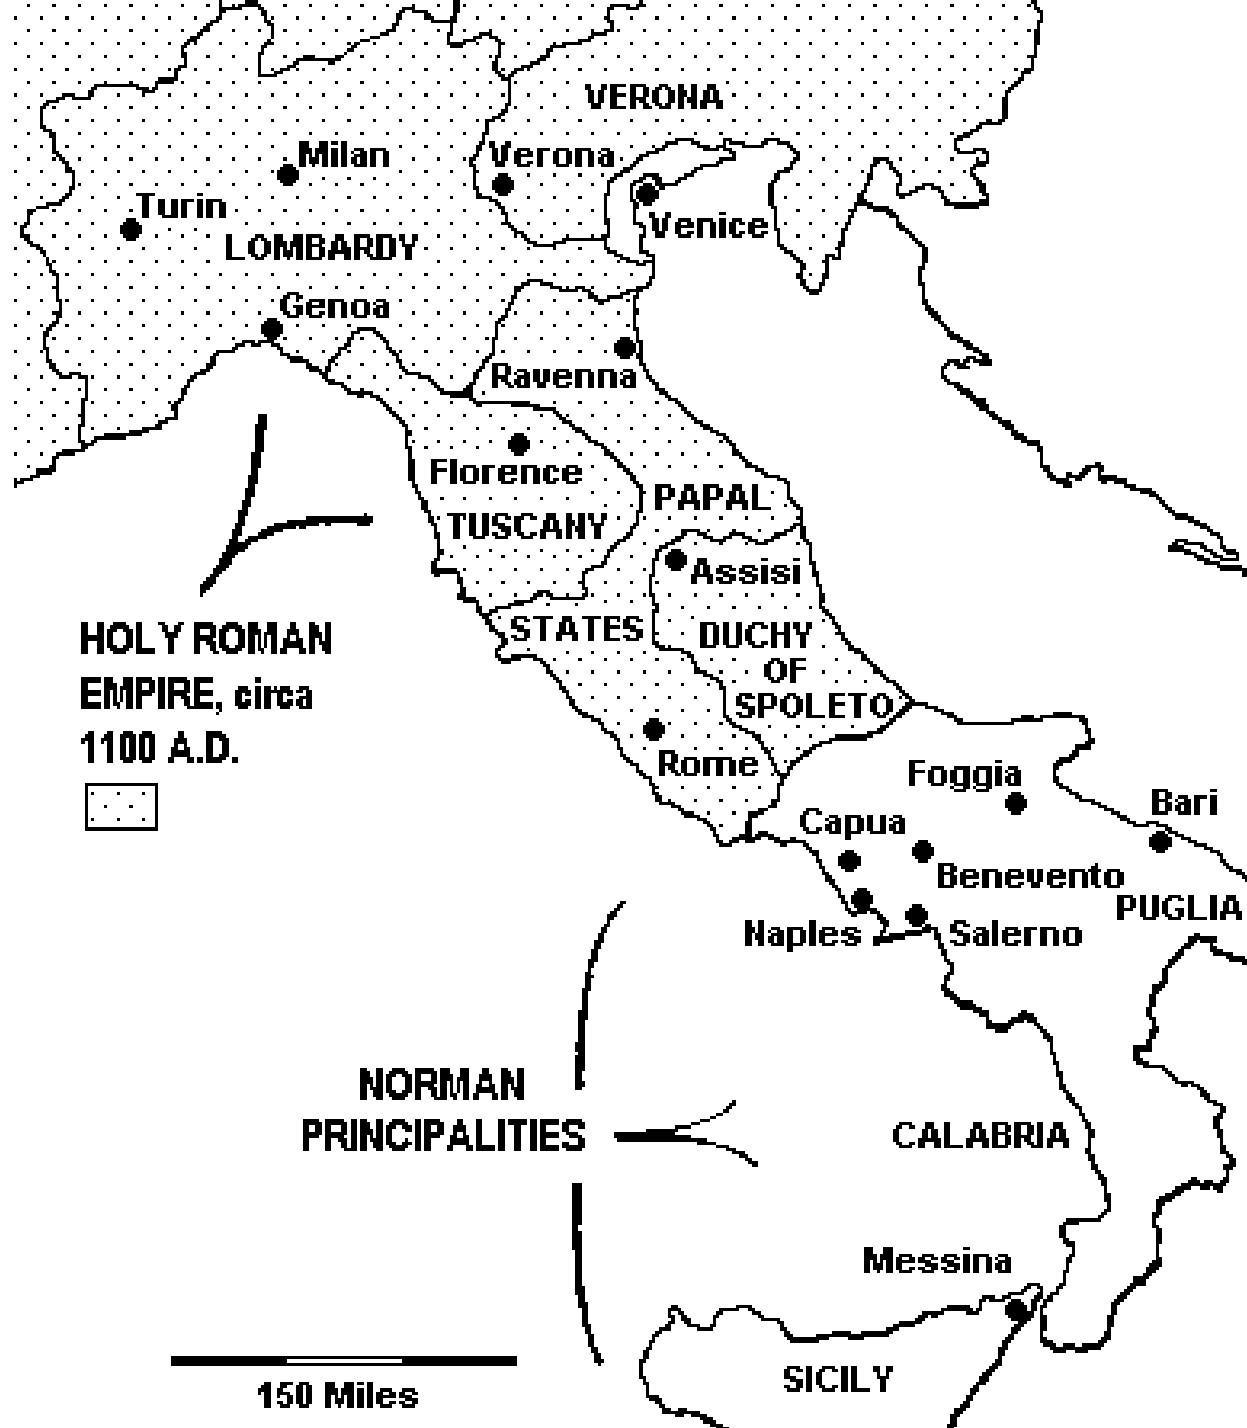 VERONA
Milan
Verona
Turin
Venice
LOMBARDY
Genoa
Ravenna
Florence
PAPAL
TUSCANY
Assisi
STATES
DUCHY
OF
SPOLETO
HOLY ROMAN
EMPIRE, circa
1100 A.D.
Rome
Foggia
Bari
Capua
Benevento
PUGLIA
Naples
Salerno
NORMAN
PRINCIPALITIES
CALABRIA
Messina
SICILY
150 Miles